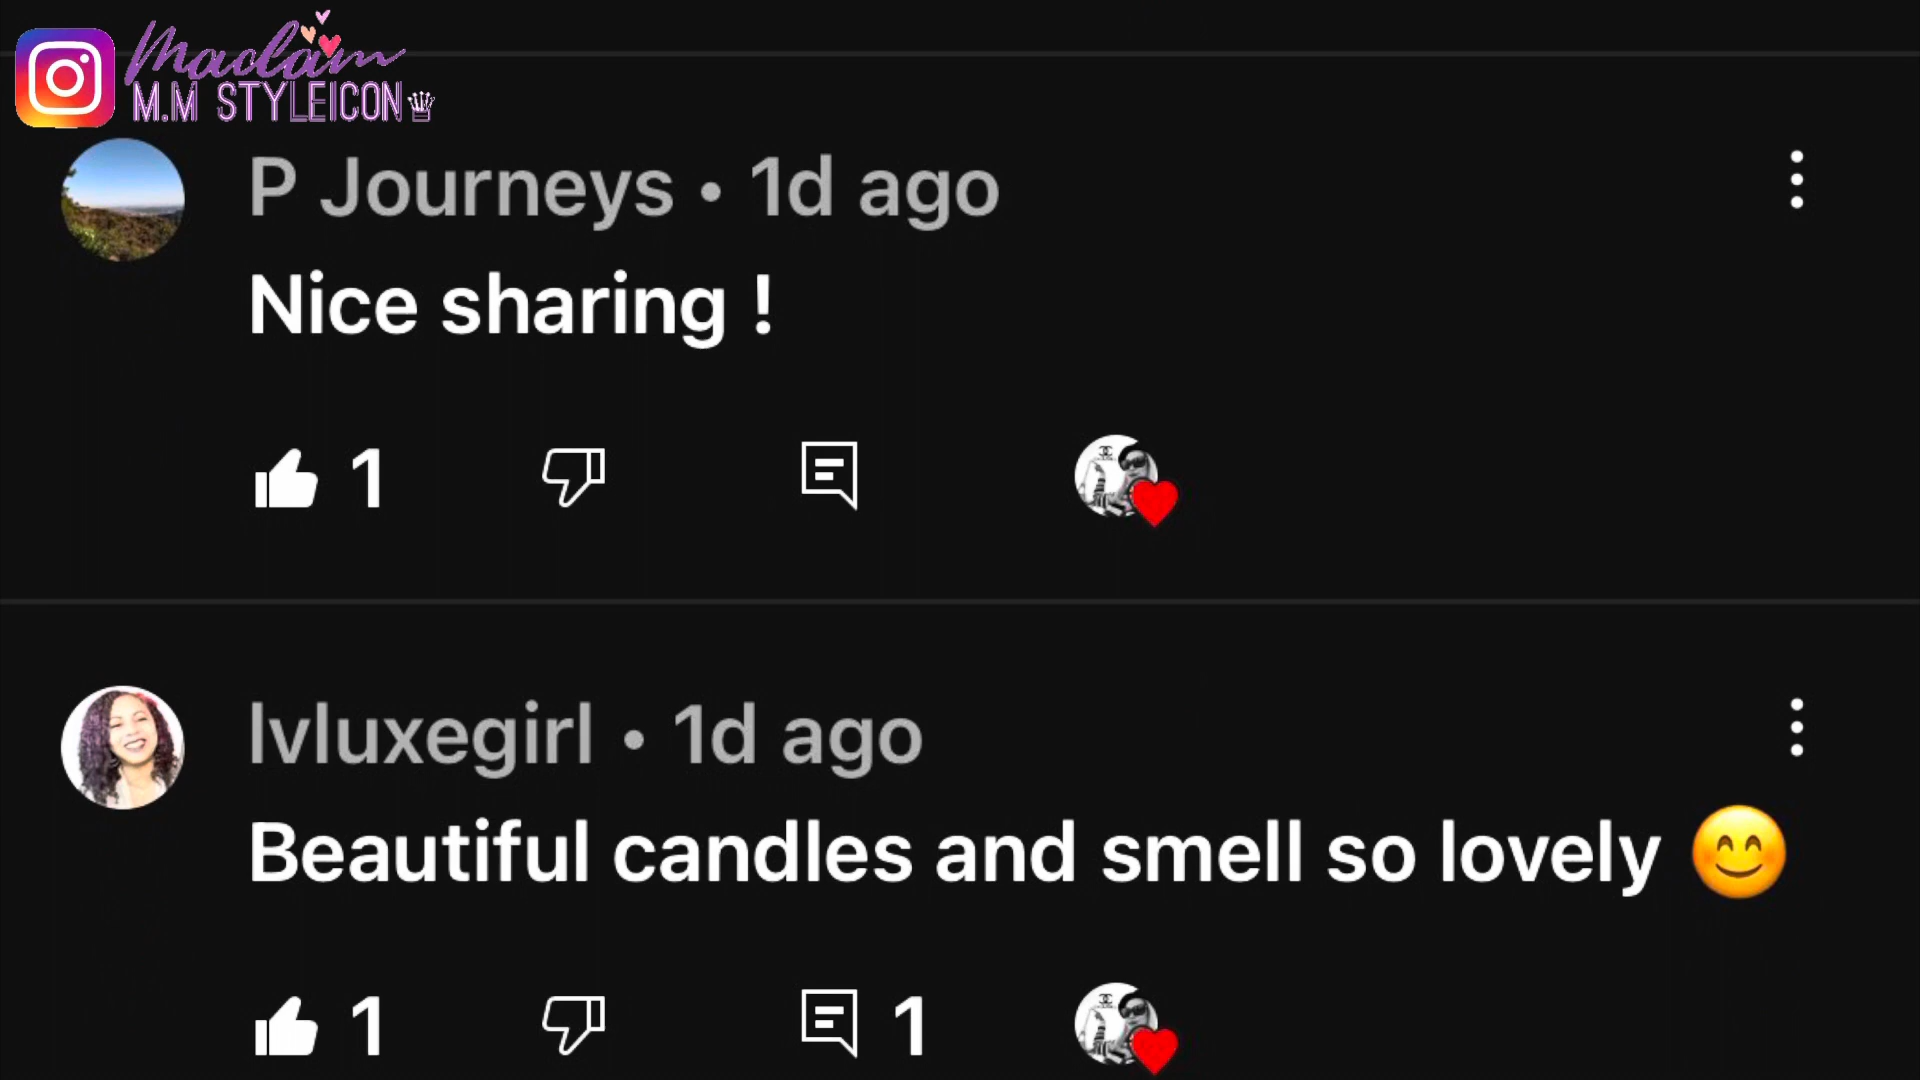 Madam
M.M STYLEICON
P Journeys • 1d ago
Nice sharing !
1
lvluxegirl • 1d ago
Beautiful candles and smell so lovely 😊
1 1